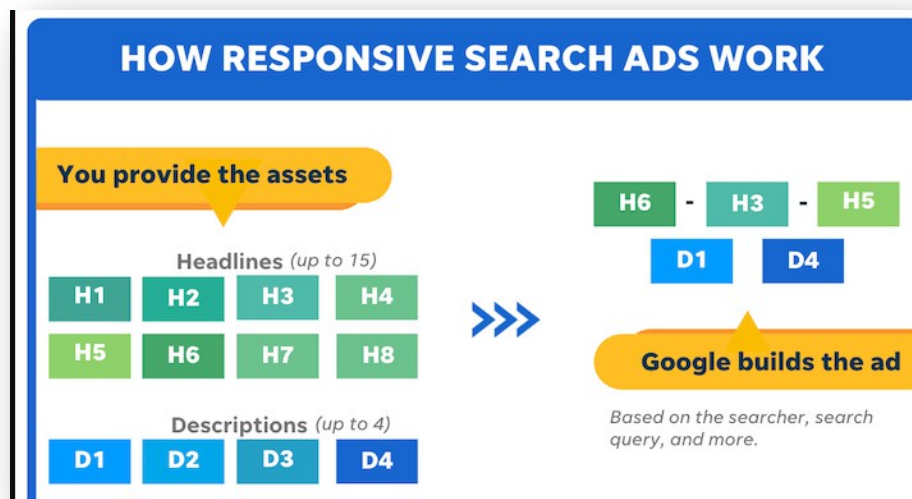 HOW RESPONSIVE SEARCH ADS WORK
You provide the assets
Headlines (up to 15)
H1 H2 H3 H4
H5 H6 H7 H8
Descriptions (up to 4)
D1 D2 D3 D4
H6 - H3 - H5
D1 D4
Google builds the ad
Based on the searcher, search
query, and more.